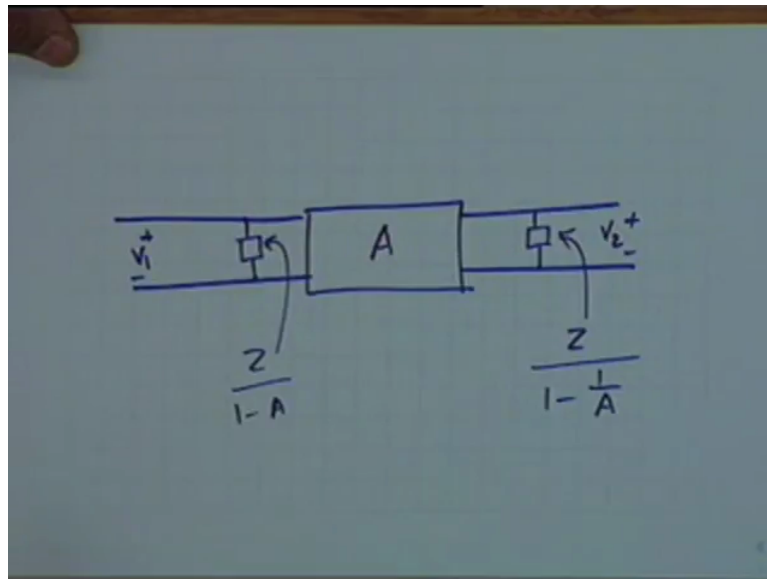 V₁ + -
A
V₂ + -
Z / (1 - A)
Z / (1 - 1/A)